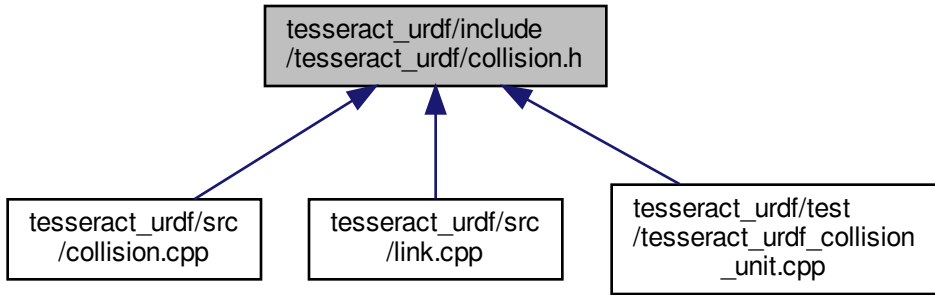 tesseract_urdf/include
/tesseract_urdf/collision.h
tesseract_urdf/src
/collision.cpp
tesseract_urdf/src
/link.cpp
tesseract_urdf/test
/tesseract_urdf_collision
_unit.cpp